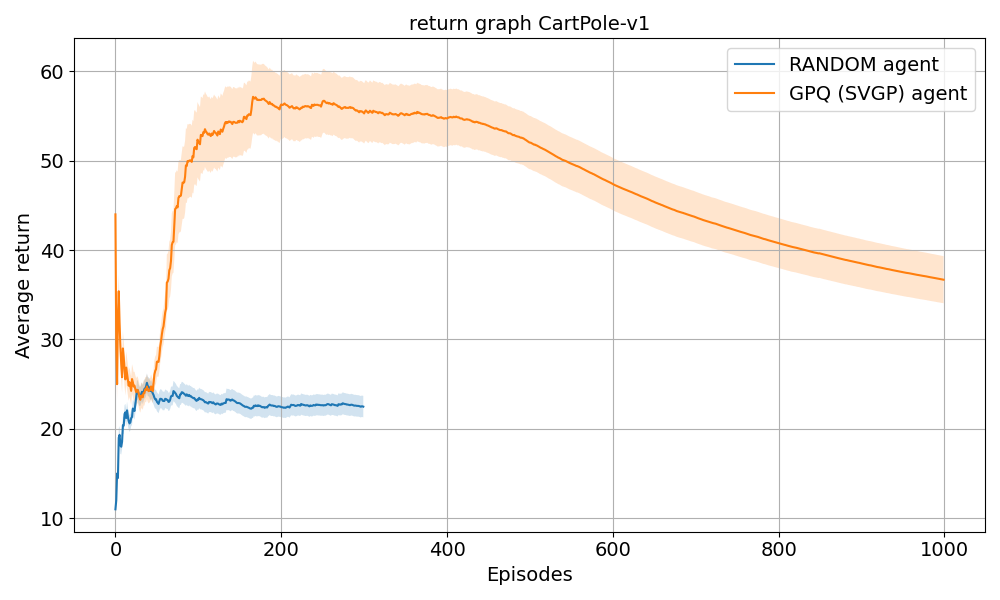 return graph CartPole-v1
RANDOM agent
GPQ (SVGP) agent
Average return
60
50
40
30
20
10
0 200 400 600 800 1000
Episodes